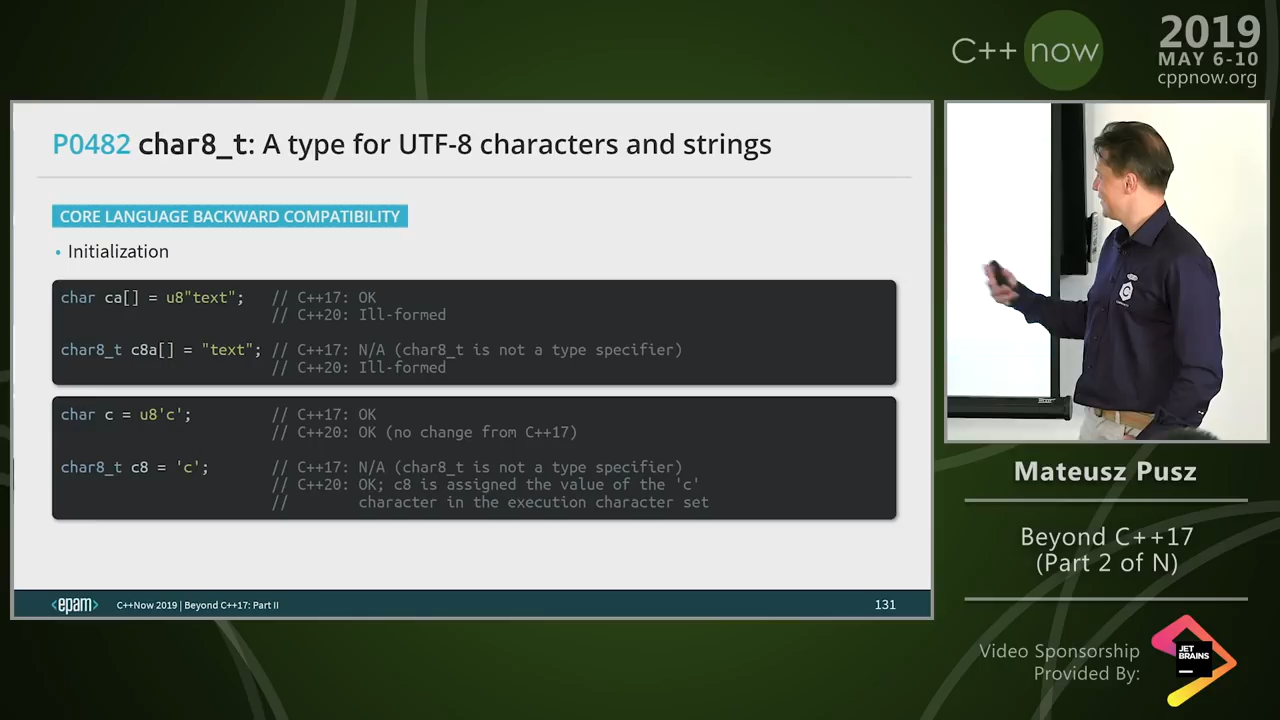 C++ now
2019
MAY 6-10
cppnow.org
P0482 char8_t: A type for UTF-8 characters and strings
CORE LANGUAGE BACKWARD COMPATIBILITY
• Initialization
char ca[] = u8"text"; // C++17: OK
// C++20: Ill-formed
char8_t c8a[] = "text"; // C++17: N/A (char8_t is not a type specifier)
// C++20: Ill-formed
char c = u8'c'; // C++17: OK
// C++20: OK (no change from C++17)
char8_t c8 = 'c'; // C++17: N/A (char8_t is not a type specifier)
// C++20: OK; c8 is assigned the value of the 'c'
// character in the execution character set
<epam> C++Now 2019 | Beyond C++17: Part II 131
Mateusz Pusz
Beyond C++17
(Part 2 of N)
Video Sponsorship
Provided By:
JET
BRAINS